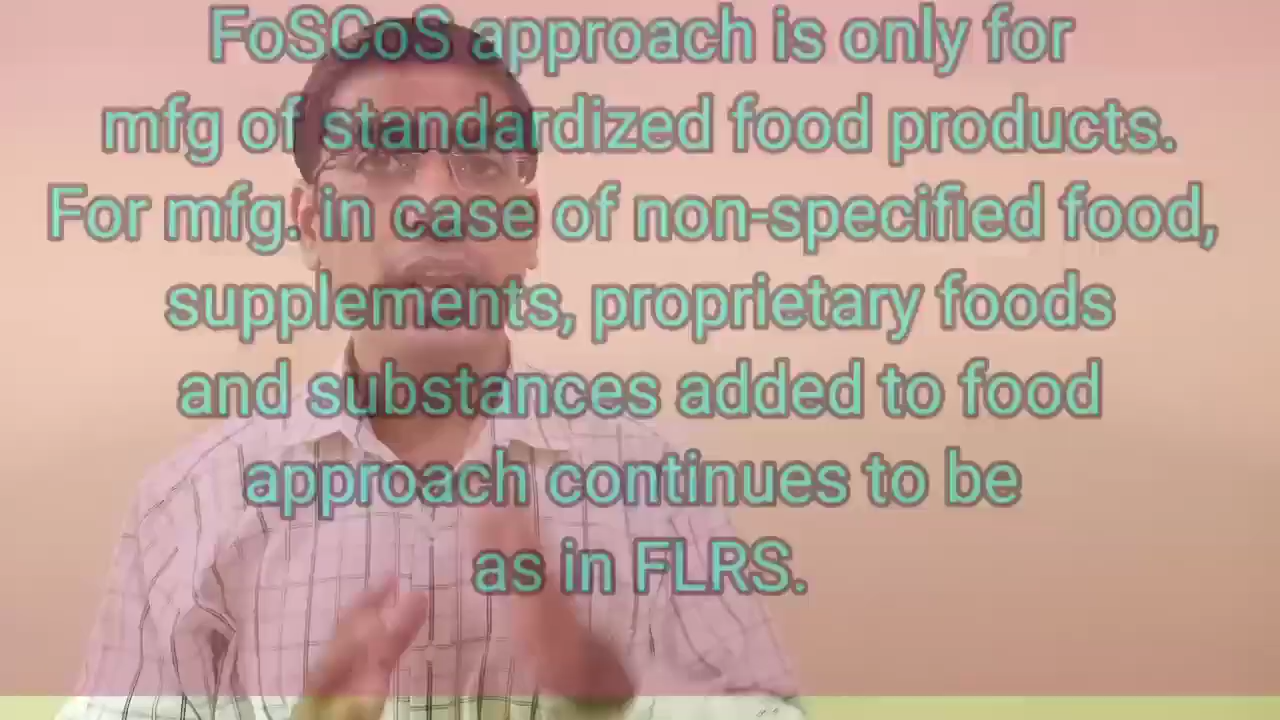 FoSCoS approach is only for
mfg of standardized food products.
For mfg. in case of non-specified food,
supplements, proprietary foods
and substances added to food
approach continues to be
as in FLRS.